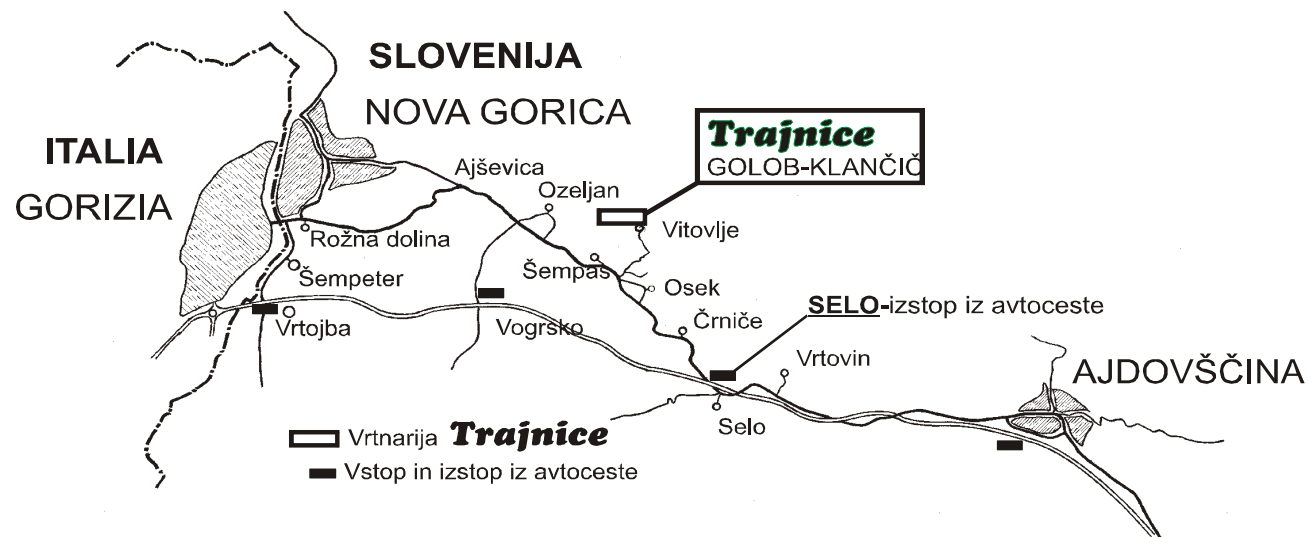 SLOVENIJA
NOVA GORICA
ITALIA
GORIZIA
Trajnice
GOLOB-KLANČIČ
Ajševica
Ozeljan
Vitovlje
Rožna dolina
Šempeter
Šempas
Osek
SELO-izstop iz avtoceste
Vrtojba
Vogrsko
Črniče
Vrtovin
AJDOVŠČINA
Selo
Vrtnarija Trajnice
Vstop in izstop iz avtoceste